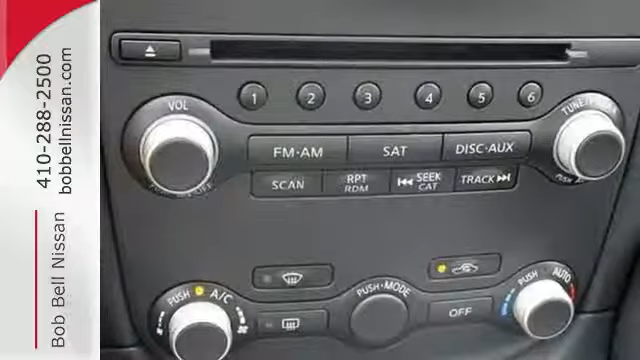 410-288-2500
bobbellnissan.com
Bob Bell Nissan
1 2 3 4 5 6
VOL
FM·AM SAT DISC·AUX
SCAN RPT RDM SEEK CAT TRACK
PUSH A/C
PUSH·MODE
OFF
PUSH AUTO